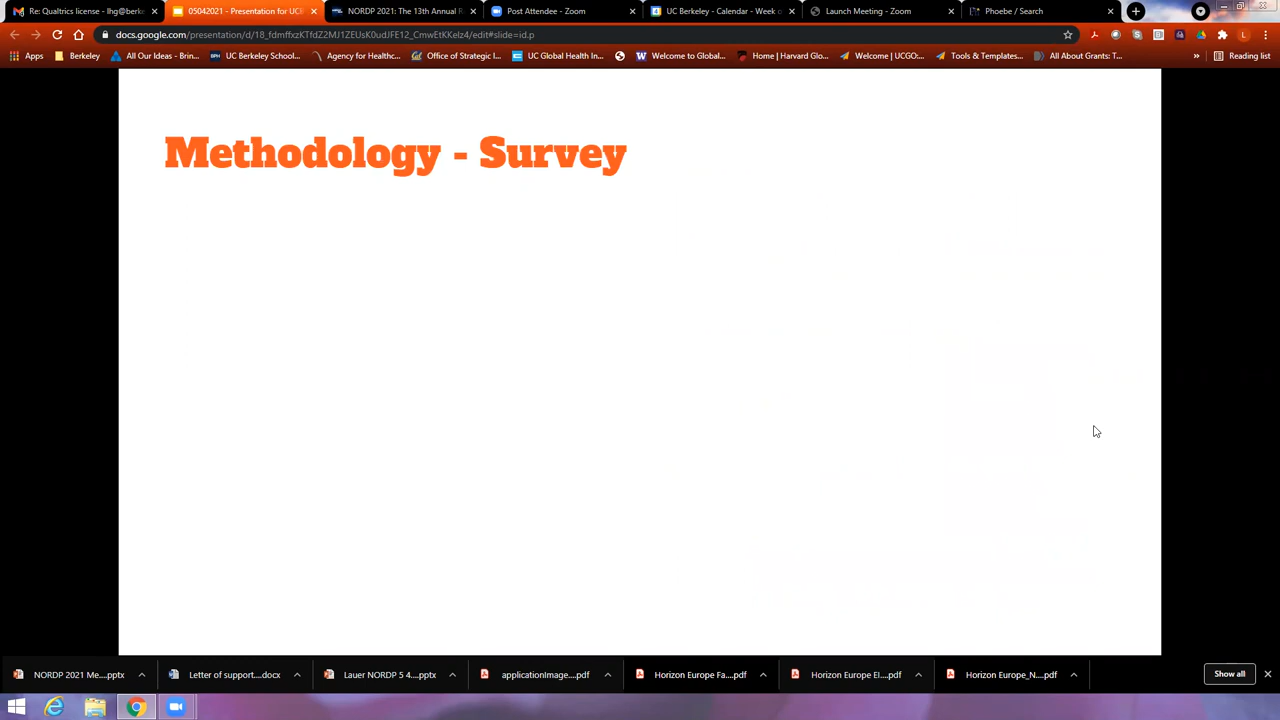 Re: Qualtrics license - lhg@berke
05042021 - Presentation for UCB
NORDP 2021: The 13th Annual R
Post Attendee - Zoom
UC Berkeley - Calendar - Week o
Launch Meeting - Zoom
Phoebe / Search
docs.google.com/presentation/d/18_fdmffxzKTfdZ2MJ1ZEUsK0udJFE12_CmwEtKKelz4/edit#slide=id.p
Apps
Berkeley
All Our Ideas - Brin...
UC Berkeley School...
Agency for Healthc...
Office of Strategic I...
UC Global Health In...
Welcome to Global...
Home | Harvard Glo...
Welcome | UCGO:...
Tools & Templates...
All About Grants: T...
Reading list
Methodology - Survey
NORDP 2021 Me....pptx
Letter of support....docx
Lauer NORDP 5 4....pptx
applicationImage....pdf
Horizon Europe Fa....pdf
Horizon Europe EI....pdf
Horizon Europe_N....pdf
Show all